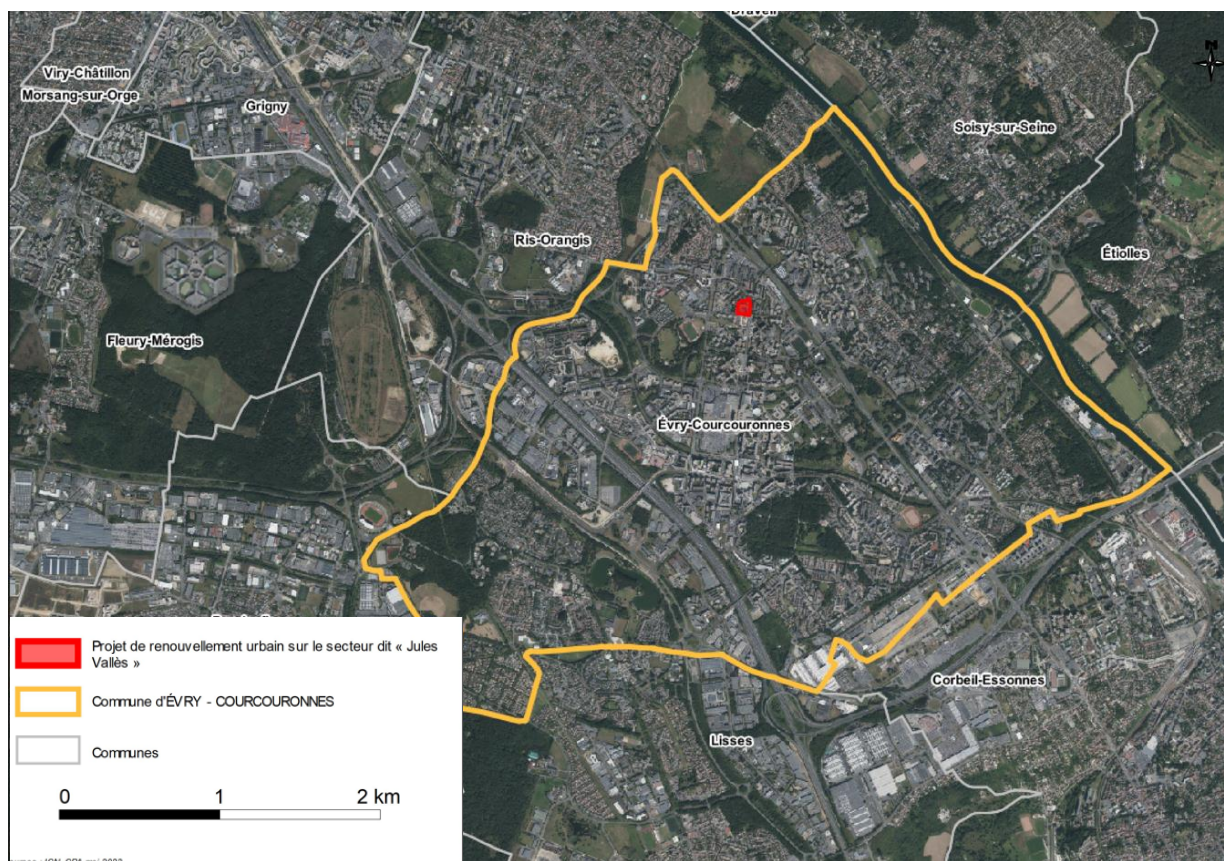 Draveil
N
Viry-Châtillon
Morsang-sur-Orge
Grigny
Soisy-sur-Seine
Ris-Orangis
Étiolles
Fleury-Mérogis
Évry-Courcouronnes
Corbeil-Essonnes
Lisses
Projet de renouvellement urbain sur le secteur dit « Jules
Vallès »
Commune d'ÉVRY - COURCOURONNES
Communes
0 1 2 km